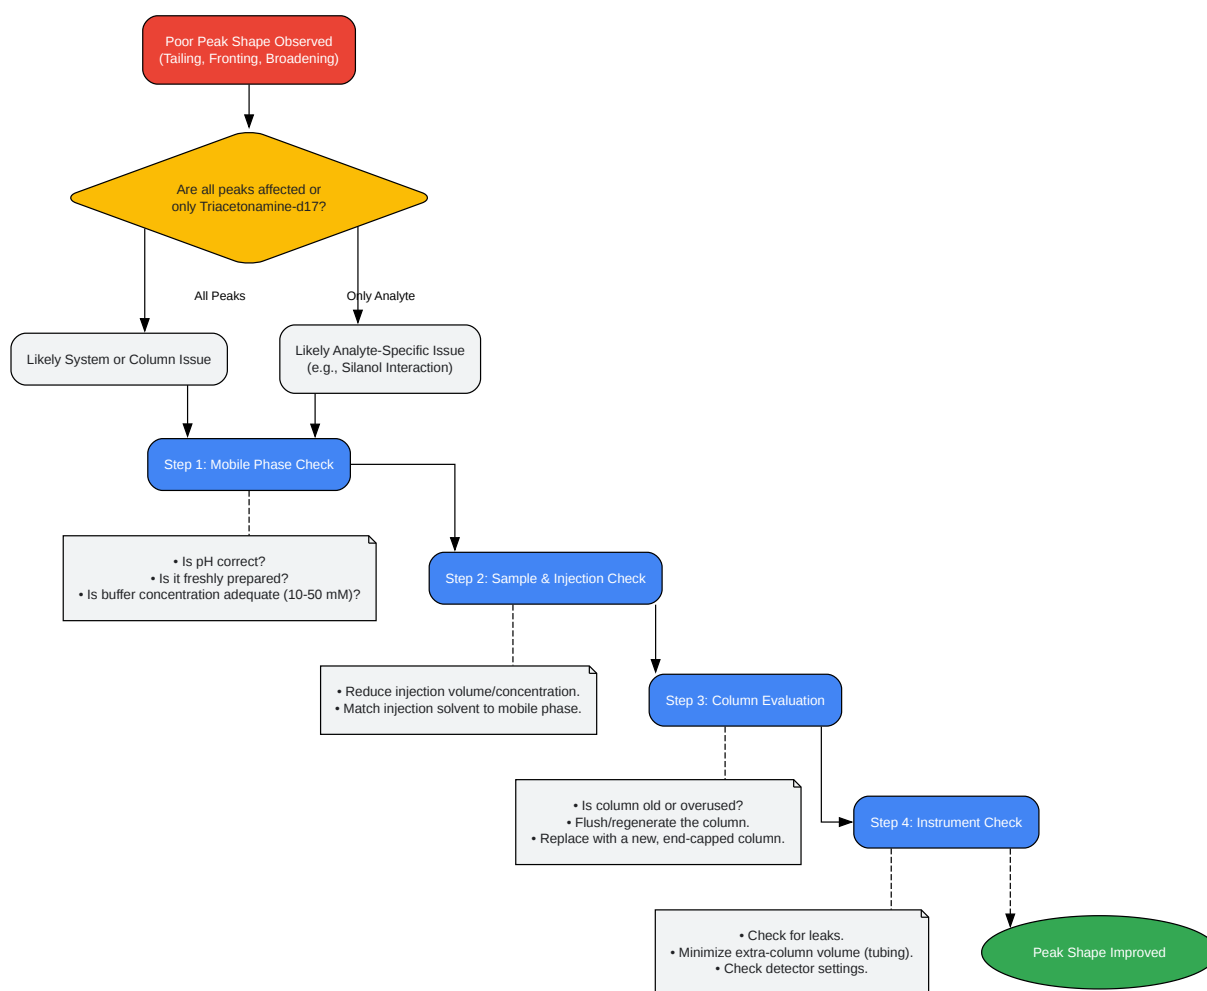 Poor Peak Shape Observed
(Tailing, Fronting, Broadening)
Are all peaks affected or
only Triacetonamine-d17?
All Peaks
Only Analyte
Likely System or Column Issue
Likely Analyte-Specific Issue
(e.g., Silanol Interaction)
Step 1: Mobile Phase Check
• Is pH correct?
• Is it freshly prepared?
• Is buffer concentration adequate (10-50 mM)?
Step 2: Sample & Injection Check
• Reduce injection volume/concentration.
• Match injection solvent to mobile phase.
Step 3: Column Evaluation
• Is column old or overused?
• Flush/regenerate the column.
• Replace with a new, end-capped column.
Step 4: Instrument Check
• Check for leaks.
• Minimize extra-column volume (tubing).
• Check detector settings.
Peak Shape Improved